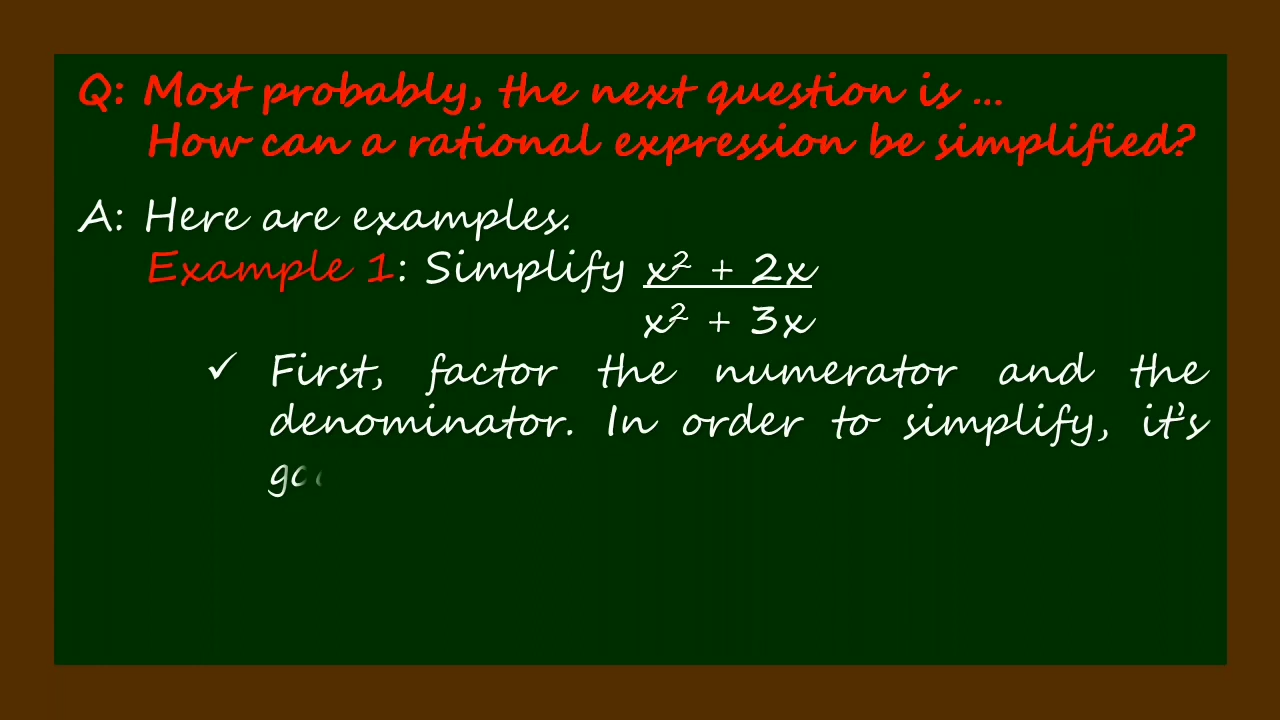 Q: Most probably, the next question is ...
How can a rational expression be simplified?
A: Here are examples.
Example 1: Simplify x² + 2x
x² + 3x
✓ First, factor the numerator and the
denominator. In order to simplify, it's